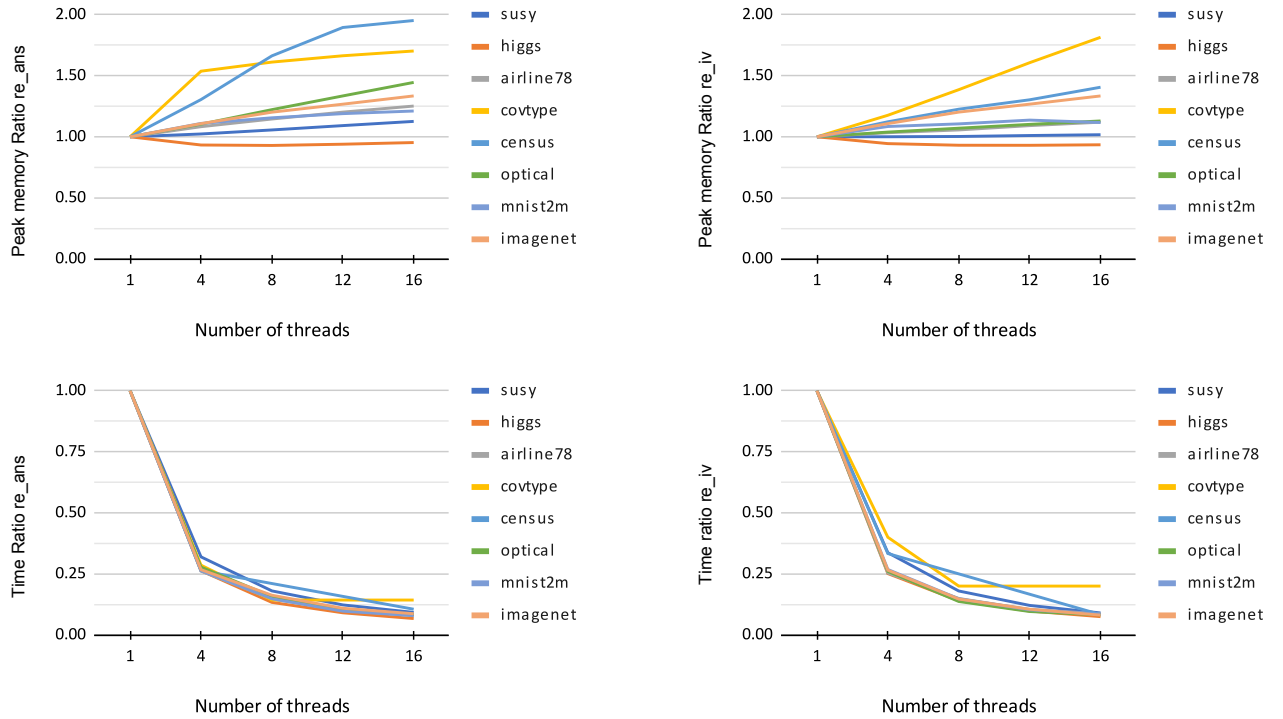 Peak memory Ratio re_ans
2.00
1.50
1.00
0.50
0.00
1 4 8 12 16
Number of threads
susy
higgs
airline78
covtype
census
optical
mnist2m
imagenet
Peak memory Ratio re_iv
2.00
1.50
1.00
0.50
0.00
1 4 8 12 16
Number of threads
susy
higgs
airline78
covtype
census
optical
mnist2m
imagenet
Time Ratio re_ans
1.00
0.75
0.50
0.25
0.00
1 4 8 12 16
Number of threads
susy
higgs
airline78
covtype
census
optical
mnist2m
imagenet
Time ratio re_iv
1.00
0.75
0.50
0.25
0.00
1 4 8 12 16
Number of threads
susy
higgs
airline78
covtype
census
optical
mnist2m
imagenet